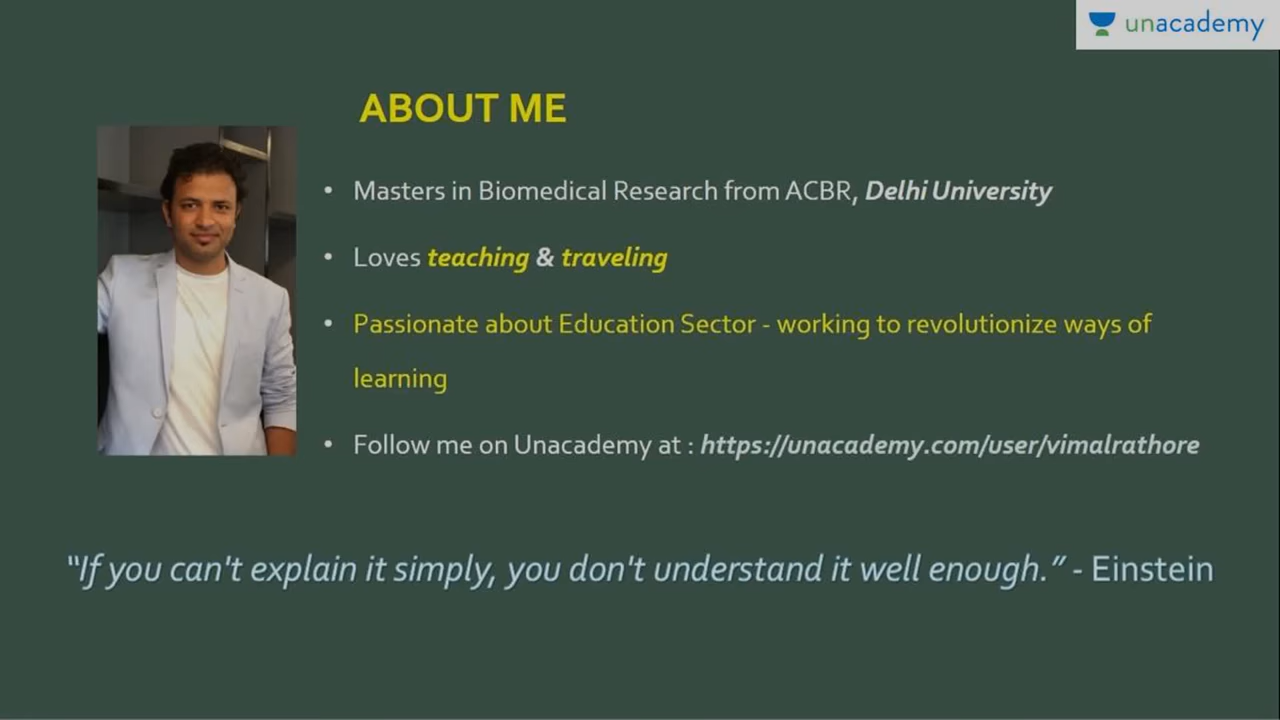 unacademy
ABOUT ME
• Masters in Biomedical Research from ACBR, Delhi University
• Loves teaching & traveling
• Passionate about Education Sector - working to revolutionize ways of
learning
• Follow me on Unacademy at : https://unacademy.com/user/vimalrathore
“If you can't explain it simply, you don't understand it well enough.” - Einstein